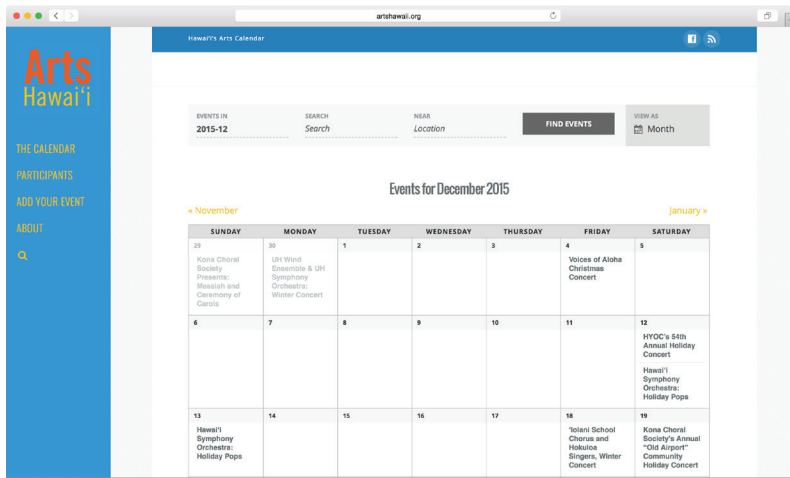 artshawaii.org
Hawai'i's Arts Calendar
Arts
Hawai'i
THE CALENDAR
PARTICIPANTS
ADD YOUR EVENT
ABOUT
EVENTS IN
2015-12
SEARCH
Search
NEAR
Location
FIND EVENTS
VIEW AS
Month
Events for December 2015
« November
January »
SUNDAY MONDAY TUESDAY WEDNESDAY THURSDAY FRIDAY SATURDAY
29 30 1 2 3 4 5
Kona Choral
Society
Presents:
Messiah and
Ceremony of
Carols
UH Wind
Ensemble & UH
Symphony
Orchestra:
Winter Concert
Voices of Aloha
Christmas
Concert
6 7 8 9 10 11 12
HYOC's 54th
Annual Holiday
Concert
Hawai'i
Symphony
Orchestra:
Holiday Pops
13 14 15 16 17 18 19
Hawai'i
Symphony
Orchestra:
Holiday Pops
'Iolani School
Chorus and
Hokuloa
Singers, Winter
Concert
Kona Choral
Society's Annual
"Old Airport"
Community
Holiday Concert